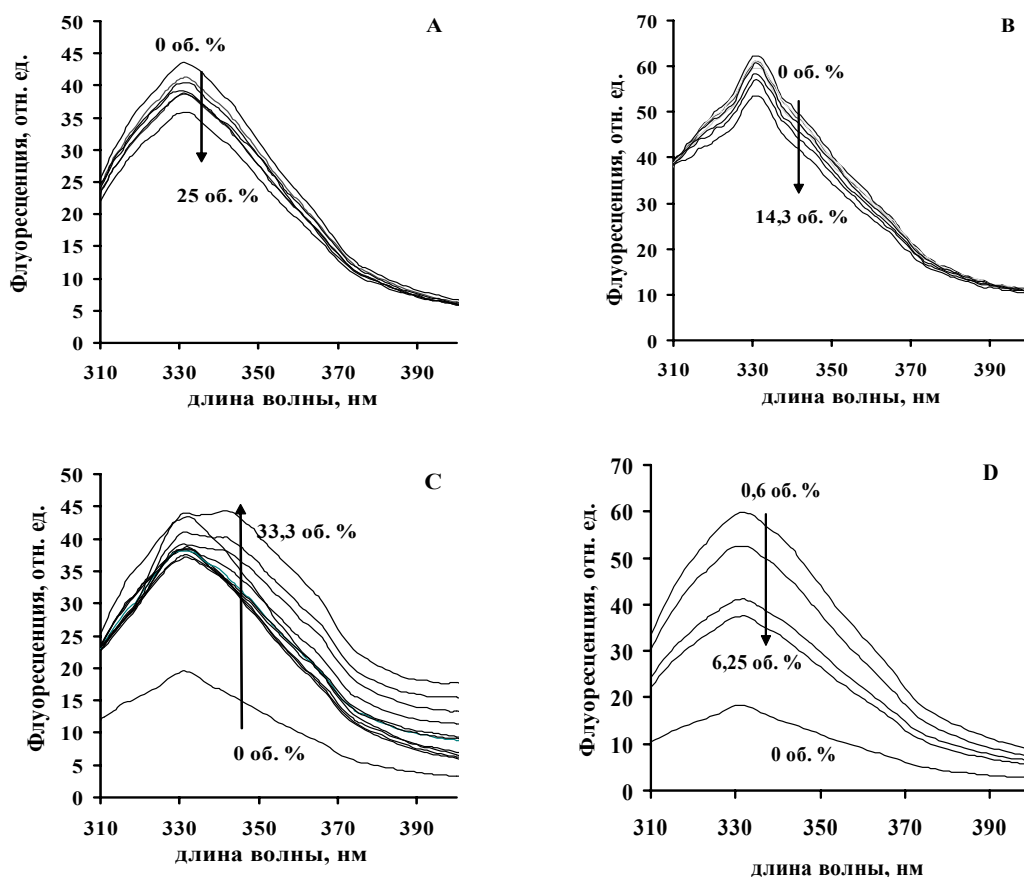 A
Флуоресценция, отн. ед.
50
45
40
35
30
25
20
15
10
5
0
0 об. %
25 об. %
310 330 350 370 390
длина волны, нм
B
Флуоресценция, отн. ед.
70
60
50
40
30
20
10
0
0 об. %
14,3 об. %
310 330 350 370 390
длина волны, нм
C
Флуоресценция, отн. ед.
50
45
40
35
30
25
20
15
10
5
0
33,3 об. %
0 об. %
310 330 350 370 390
длина волны, нм
D
Флуоресценция, отн. ед.
70
60
50
40
30
20
10
0
0,6 об. %
6,25 об. %
0 об. %
310 330 350 370 390
длина волны, нм